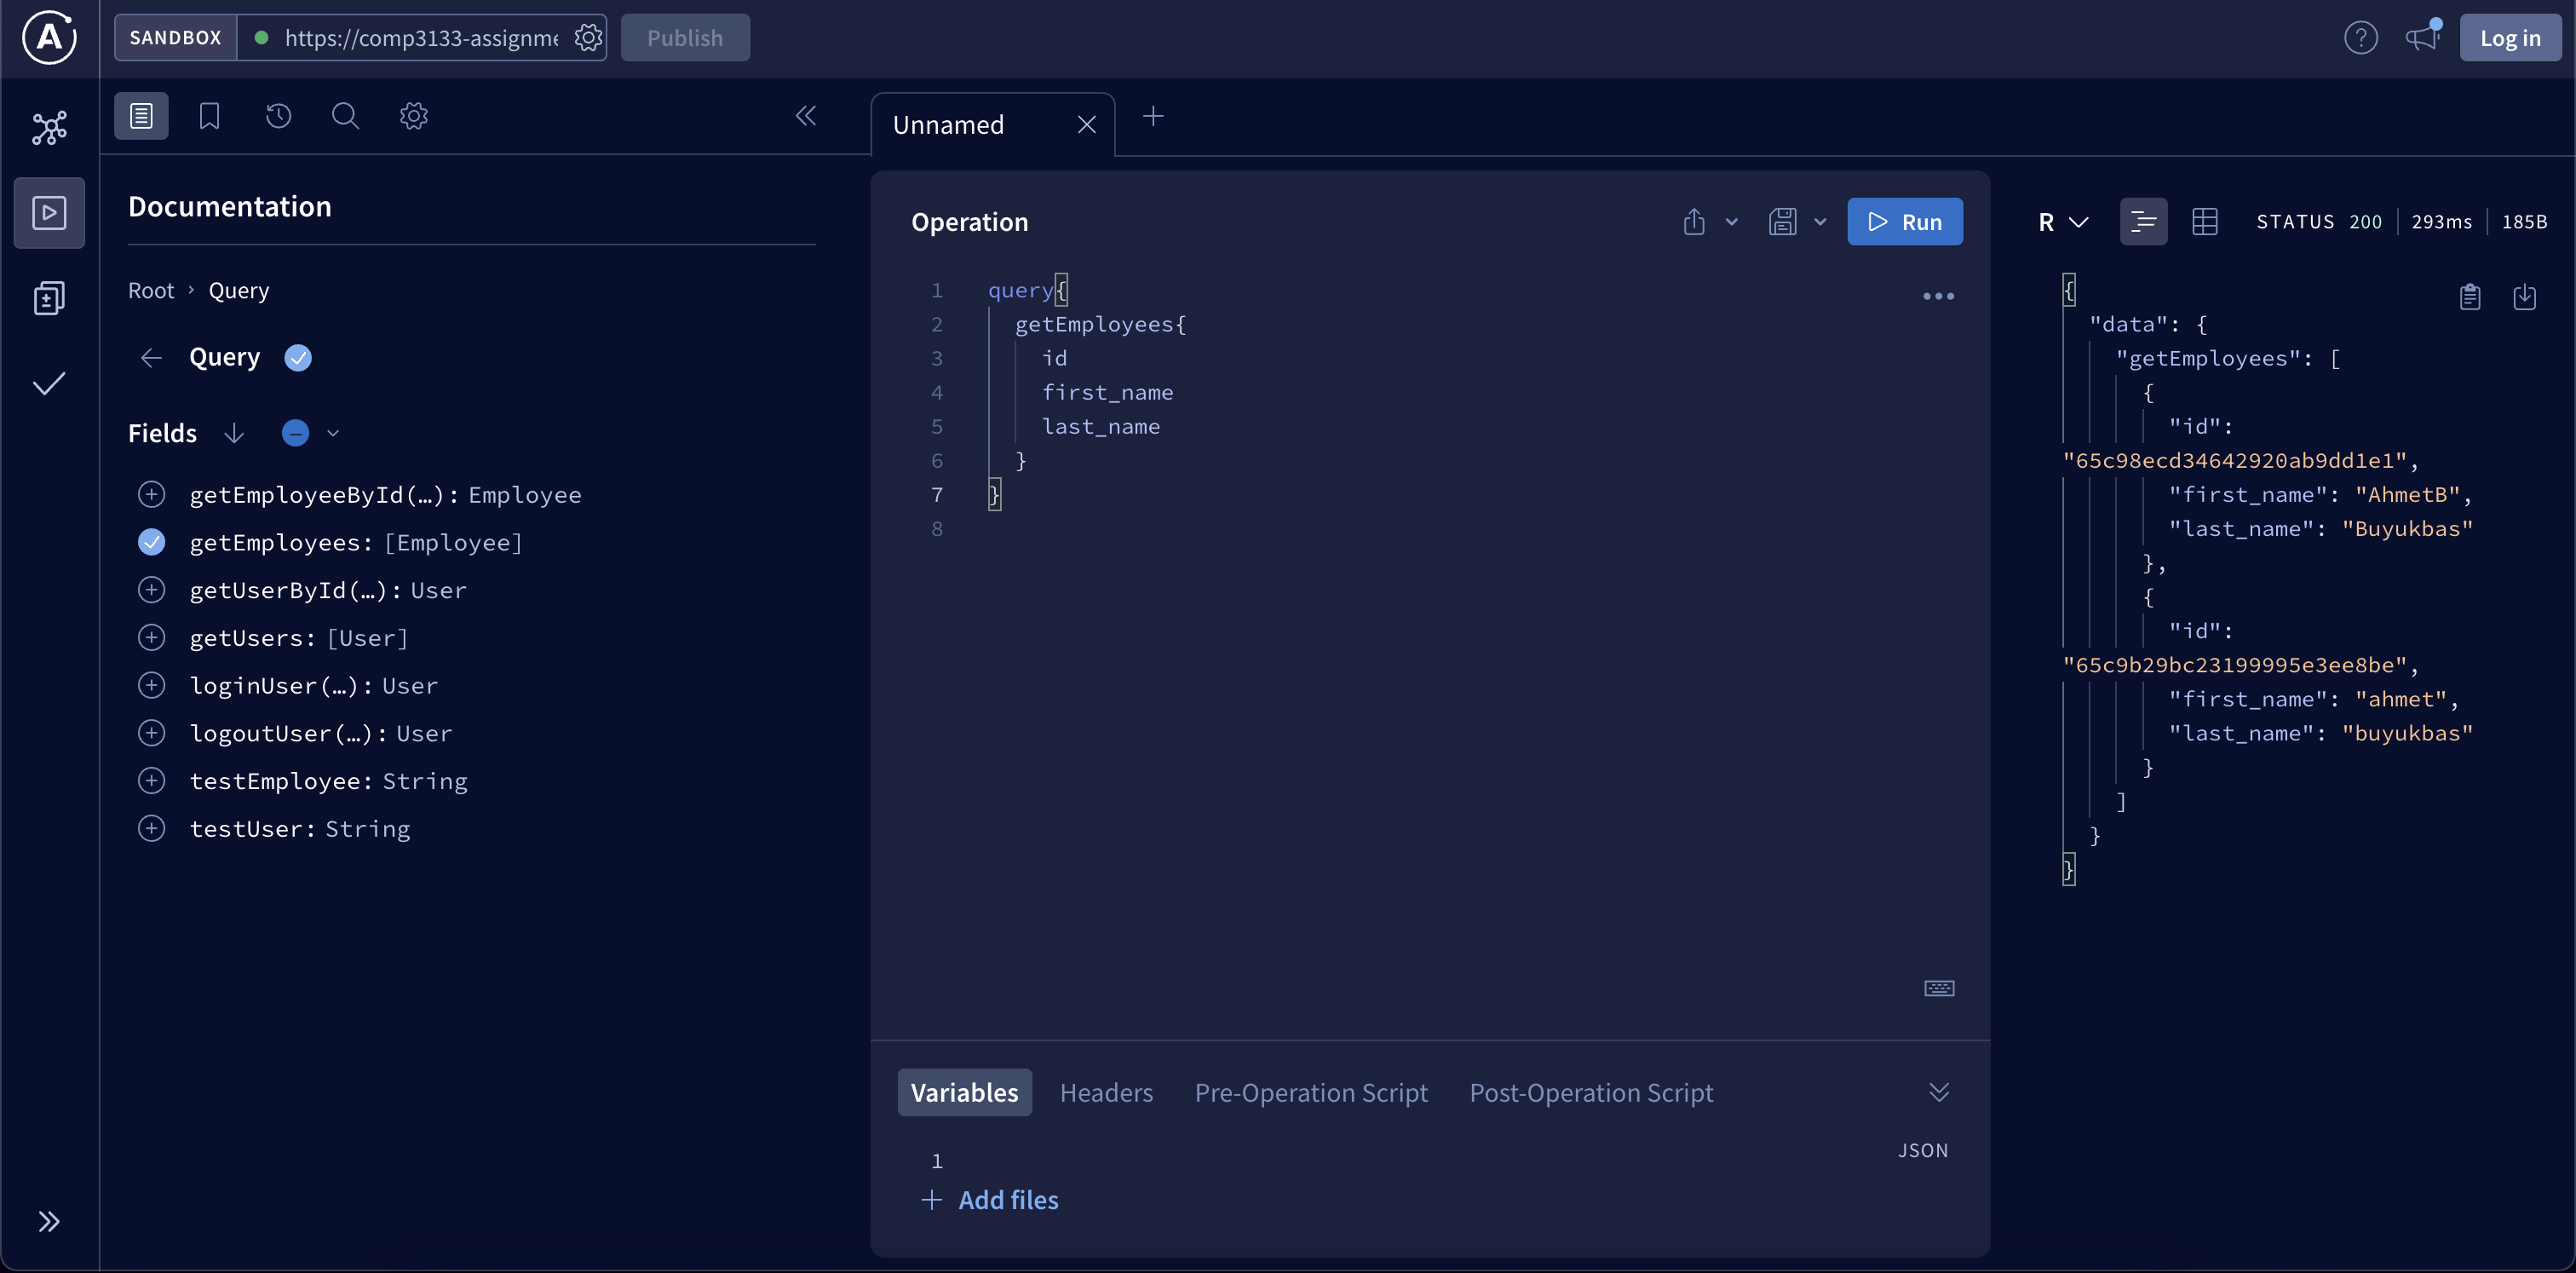 A
SANDBOX
https://comp3133-assignme
Publish
Log in
Unnamed
Documentation
Root › Query
Query
Fields
getEmployeeById(…): Employee
getEmployees: [Employee]
getUserById(…): User
getUsers: [User]
loginUser(…): User
logoutUser(…): User
testEmployee: String
testUser: String
Operation
Run
1 query{
2 getEmployees{
3 id
4 first_name
5 last_name
6 }
7 }
8
Variables Headers Pre-Operation Script Post-Operation Script
JSON
1
Add files
R
STATUS 200 293ms 185B
{
"data": {
"getEmployees": [
{
"id":
"65c98ecd34642920ab9dd1e1",
"first_name": "AhmetB",
"last_name": "Buyukbas"
},
{
"id":
"65c9b29bc23199995e3ee8be",
"first_name": "ahmet",
"last_name": "buyukbas"
}
]
}
}